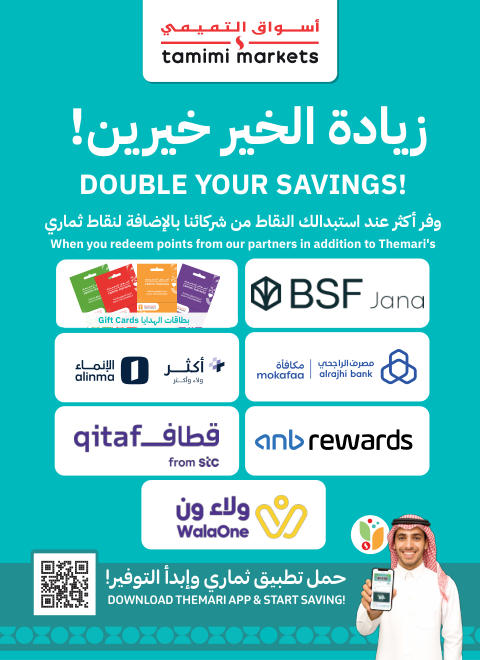 أسواق التميمي
tamimi markets
زيادة الخير خيرين!
DOUBLE YOUR SAVINGS!
وفر أكثر عند استبدالك النقاط من شركائنا بالإضافة لنقاط ثماري
When you redeem points from our partners in addition to Themari's
بطاقات الهدايا Gift Cards
BSF Jana
الإنماء
alinma
أكثر
ولاء وأكثر
مكافأة
mokafaa
مصرف الراجحي
alrajhi bank
قطاف qitaf
from stc
anb rewards
ولاء ون
WalaOne
حمل تطبيق ثماري وإبدأ التوفير!
DOWNLOAD THEMARI APP & START SAVING!